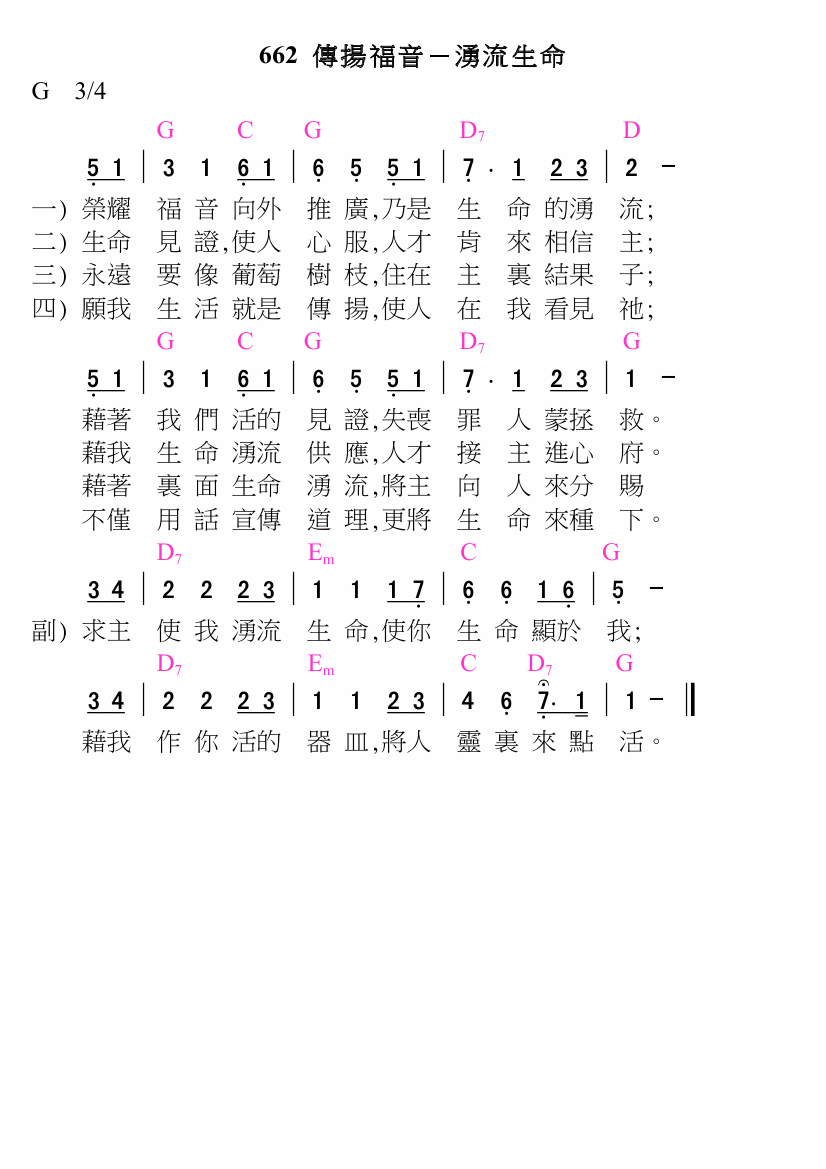 662 傳揚福音－湧流生命
G 3/4
G C G D7 D
5 1 | 3 1 6 1 | 6 5 5 1 | 7 · 1 2 3 | 2 －
一) 榮耀 福 音 向外 推 廣,乃是 生 命 的湧 流;
二) 生命 見 證,使人 心 服,人才 肯 來 相信 主;
三) 永遠 要 像 葡萄 樹 枝,住在 主 裏 結果 子;
四) 願我 生 活 就是 傳 揚,使人 在 我 看見 祂;
G C G D7 G
5 1 | 3 1 6 1 | 6 5 5 1 | 7 · 1 2 3 | 1 －
藉著 我 們 活的 見 證,失喪 罪 人 蒙拯 救。
藉我 生 命 湧流 供 應,人才 接 主 進心 府。
藉著 裏 面 生命 湧 流,將主 向 人 來分 賜
不僅 用 話 宣傳 道 理,更將 生 命 來種 下。
D7 Em C G
3 4 | 2 2 2 3 | 1 1 1 7 | 6 6 1 6 | 5 －
副) 求主 使 我 湧流 生 命,使你 生 命 顯於 我;
D7 Em C D7 G
3 4 | 2 2 2 3 | 1 1 2 3 | 4 6 7· 1 | 1 － ‖
藉我 作 你 活的 器 皿,將人 靈 裏 來 點 活。